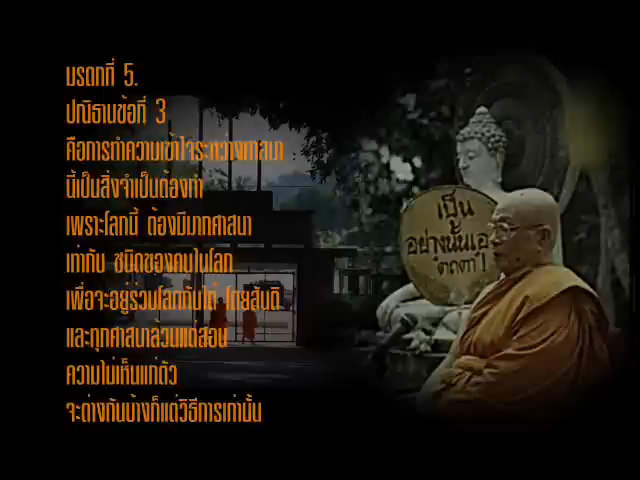 มรดกที่ 5.
ปณิธานข้อที่ 3
คือการทำความเข้าใจระหว่างศาสนา
นี้เป็นสิ่งจำเป็นต้องทำ
เพราะโลกนี้ ต้องมีมากศาสนา
เท่ากับ ชนิดของคนในโลก
เพื่อจะอยู่ร่วมโลกกันได้ โดยสันติ
และทุกศาสนาล้วนแต่สอน
ความไม่เห็นแก่ตัว
จะต่างกันบ้างก็แต่วิธีการเท่านั้น
เป็น
อย่างนั้นเอง
"ตถตา"!